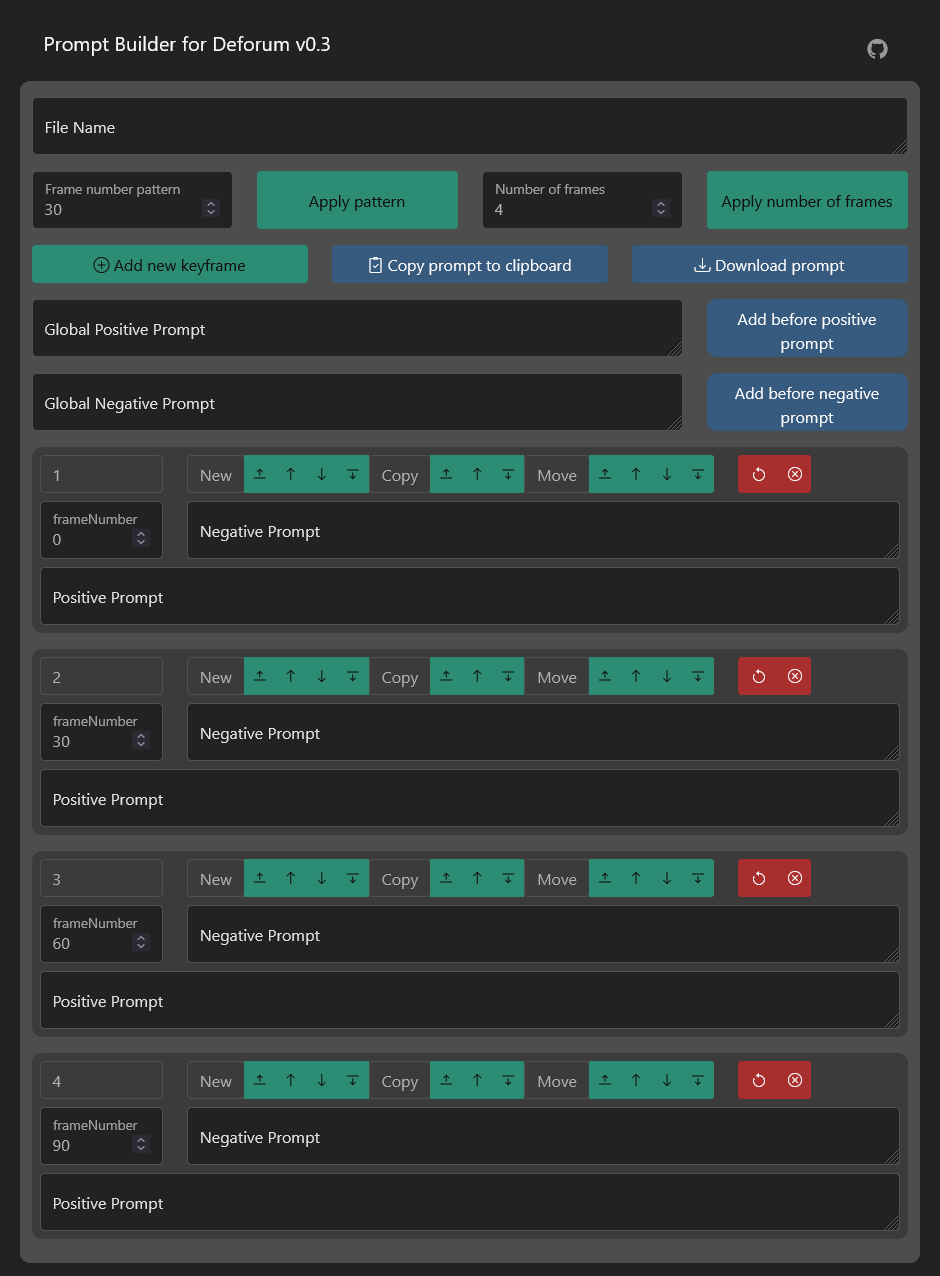 Prompt Builder for Deforum v0.3
File Name
Frame number pattern
30
Apply pattern
Number of frames
4
Apply number of frames
Add new keyframe
Copy prompt to clipboard
Download prompt
Global Positive Prompt
Add before positive
prompt
Global Negative Prompt
Add before negative
prompt
1
New
Copy
Move
frameNumber
0
Negative Prompt
Positive Prompt
2
New
Copy
Move
frameNumber
30
Negative Prompt
Positive Prompt
3
New
Copy
Move
frameNumber
60
Negative Prompt
Positive Prompt
4
New
Copy
Move
frameNumber
90
Negative Prompt
Positive Prompt